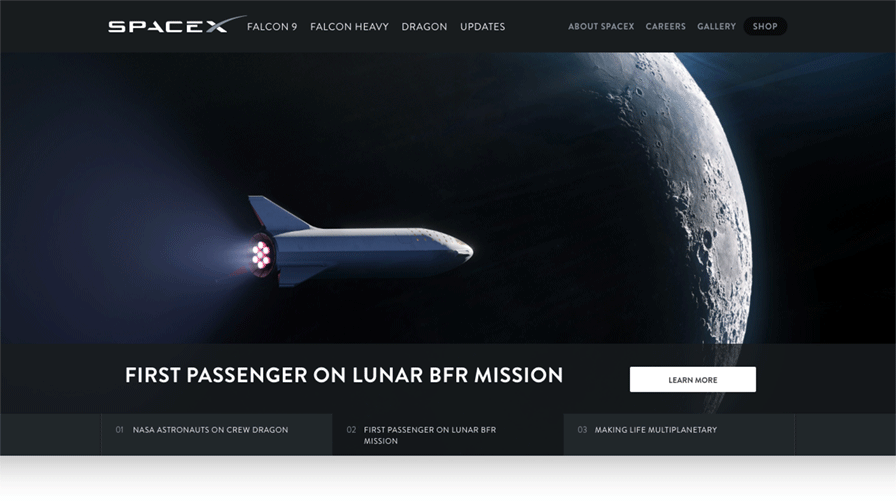 SPACEX
FALCON 9 FALCON HEAVY DRAGON UPDATES
ABOUT SPACEX CAREERS GALLERY SHOP
FIRST PASSENGER ON LUNAR BFR MISSION
LEARN MORE
01 NASA ASTRONAUTS ON CREW DRAGON
02 FIRST PASSENGER ON LUNAR BFR
MISSION
03 MAKING LIFE MULTIPLANETARY